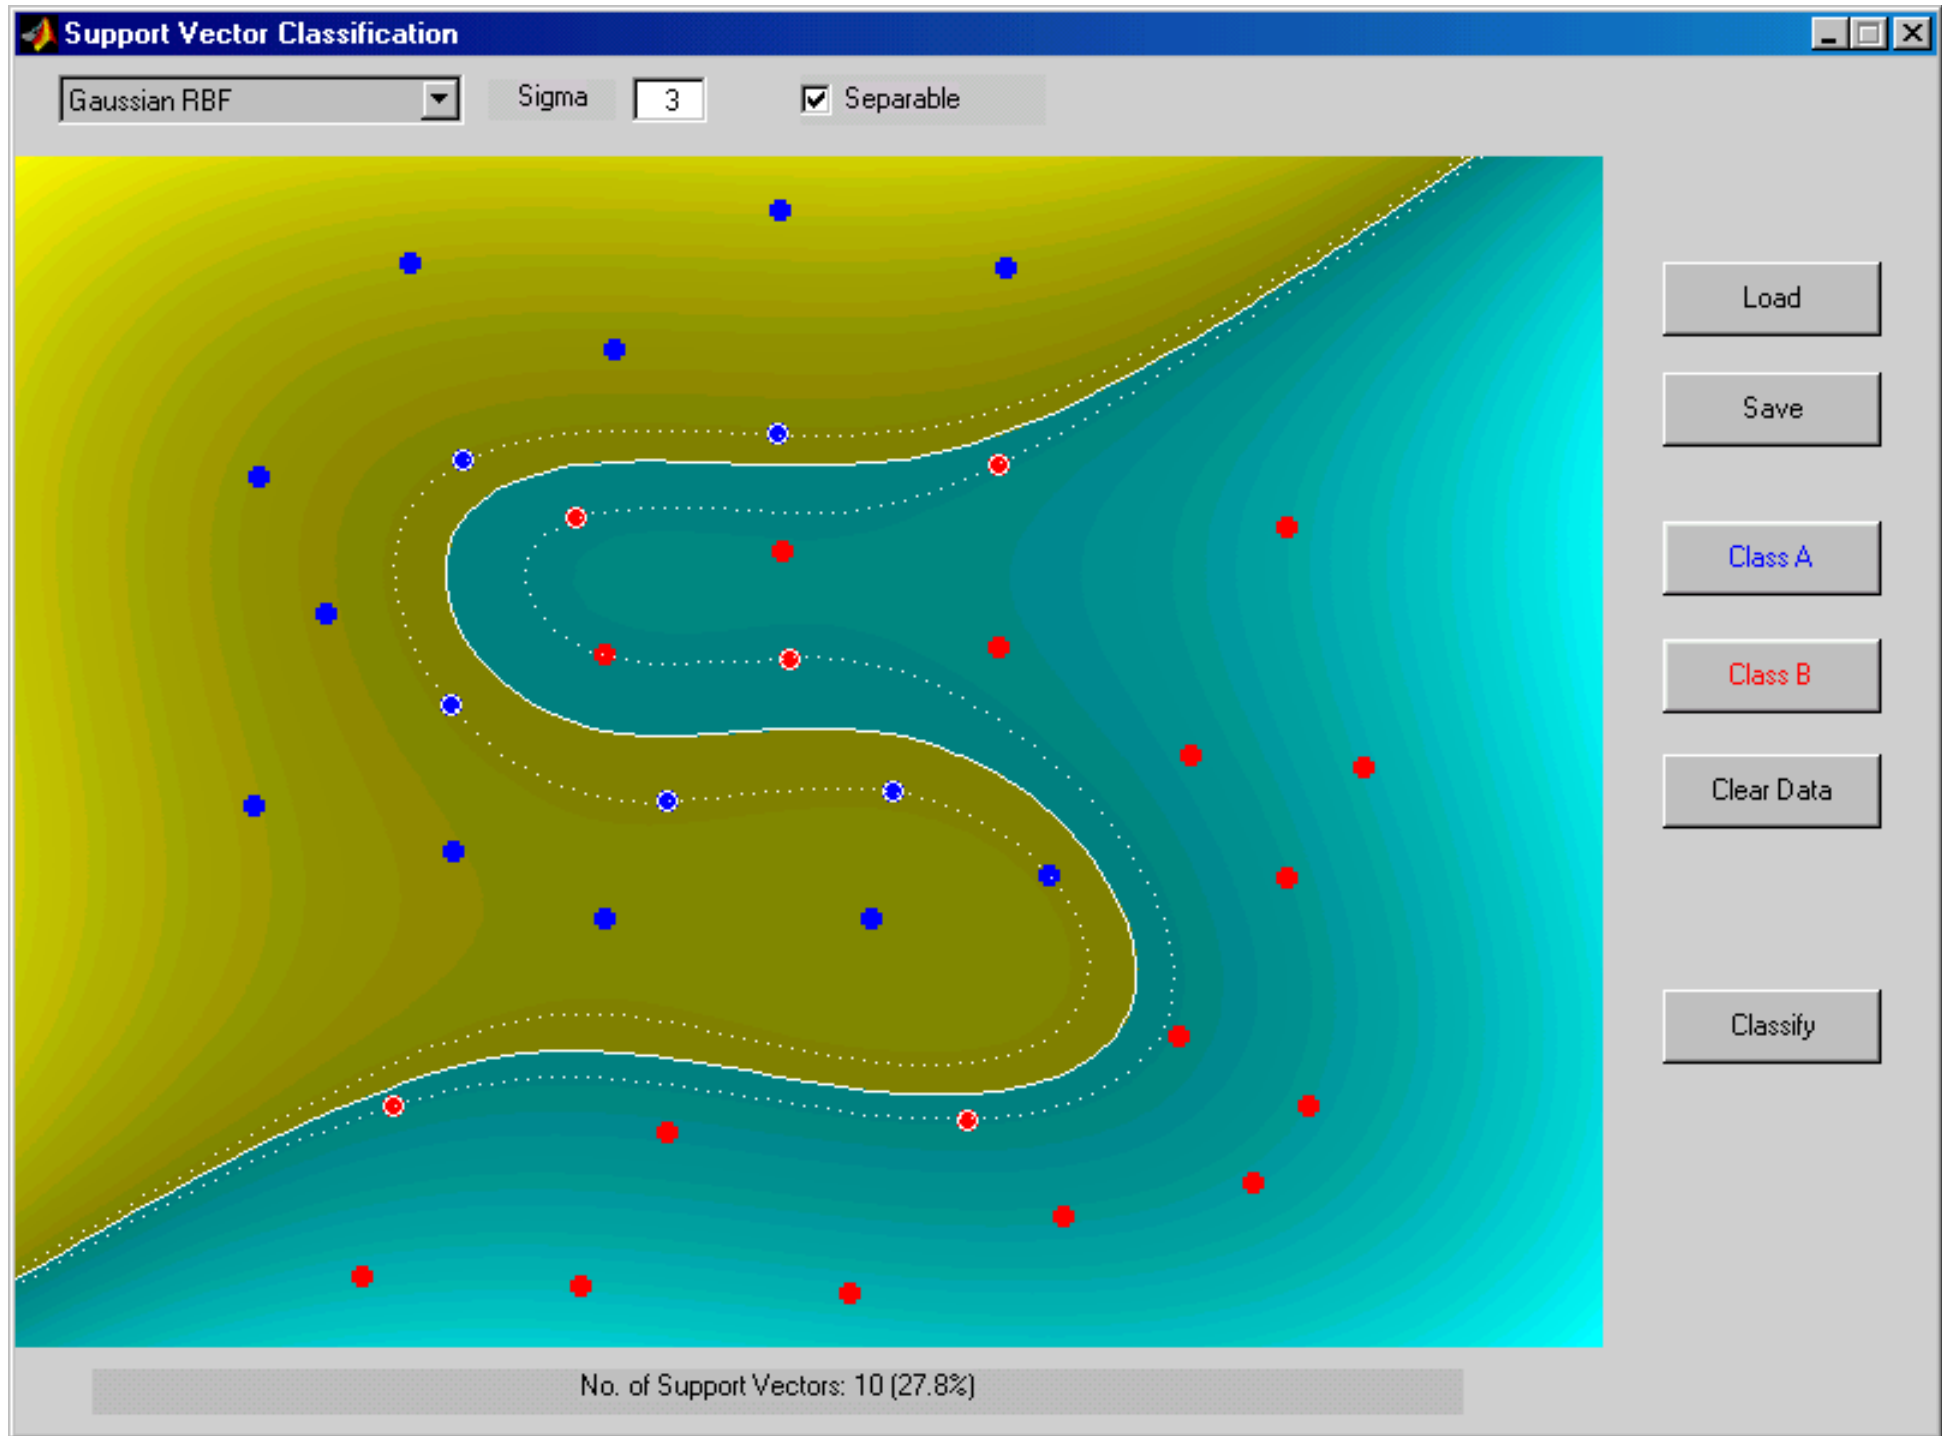 Support Vector Classification
Gaussian RBF Sigma 3 Separable
Load
Save
Class A
Class B
Clear Data
Classify
No. of Support Vectors: 10 (27.8%)